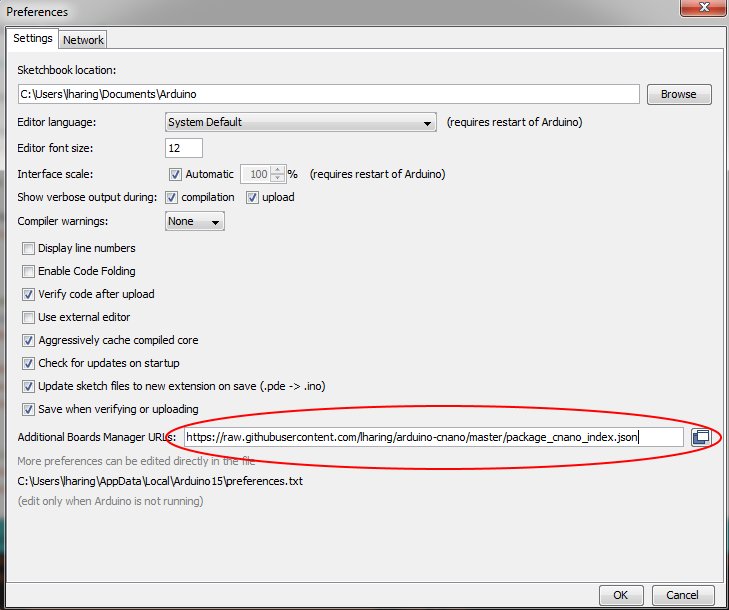 Preferences
Settings Network
Sketchbook location:
C:\Users\lharing\Documents\Arduino Browse
Editor language: System Default (requires restart of Arduino)
Editor font size: 12
Interface scale: Automatic 100 % (requires restart of Arduino)
Show verbose output during: compilation upload
Compiler warnings: None
Display line numbers
Enable Code Folding
Verify code after upload
Use external editor
Aggressively cache compiled core
Check for updates on startup
Update sketch files to new extension on save (.pde -> .ino)
Save when verifying or uploading
Additional Boards Manager URLs: https://raw.githubusercontent.com/lharing/arduino-cnano/master/package_cnano_index.json
More preferences can be edited directly in the file
C:\Users\lharing\AppData\Local\Arduino15\preferences.txt
(edit only when Arduino is not running)
OK Cancel